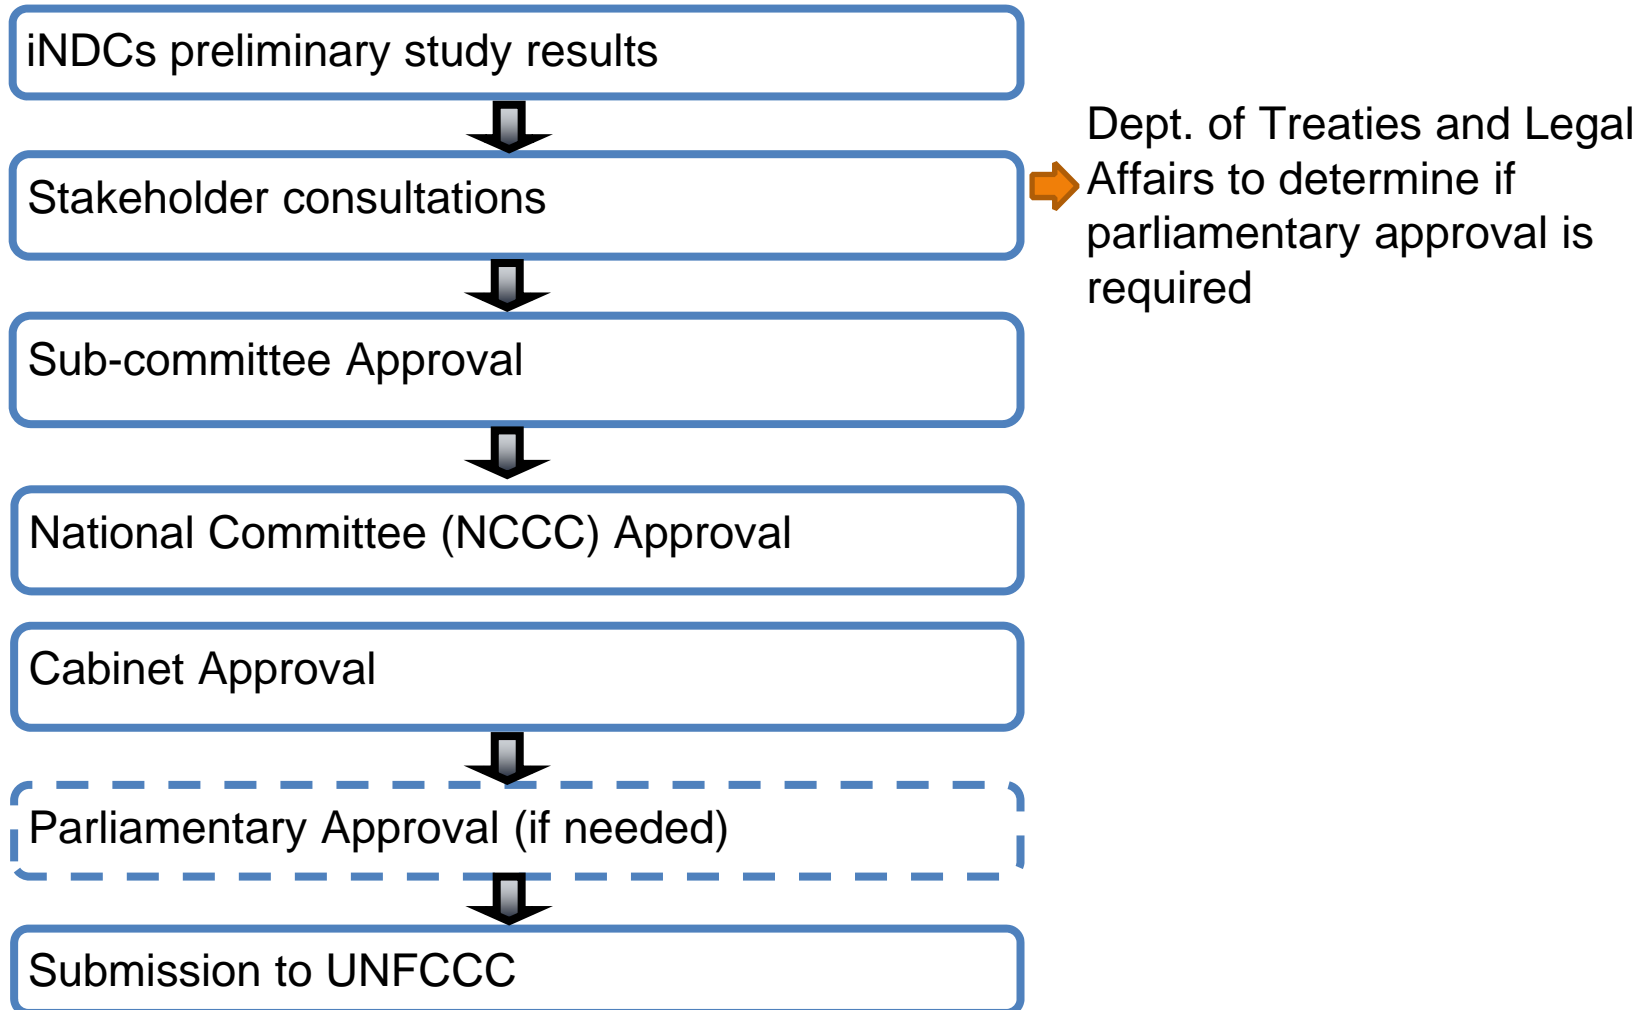 iNDCs preliminary study results
Stakeholder consultations
Dept. of Treaties and Legal
Affairs to determine if
parliamentary approval is
required
Sub-committee Approval
National Committee (NCCC) Approval
Cabinet Approval
Parliamentary Approval (if needed)
Submission to UNFCCC